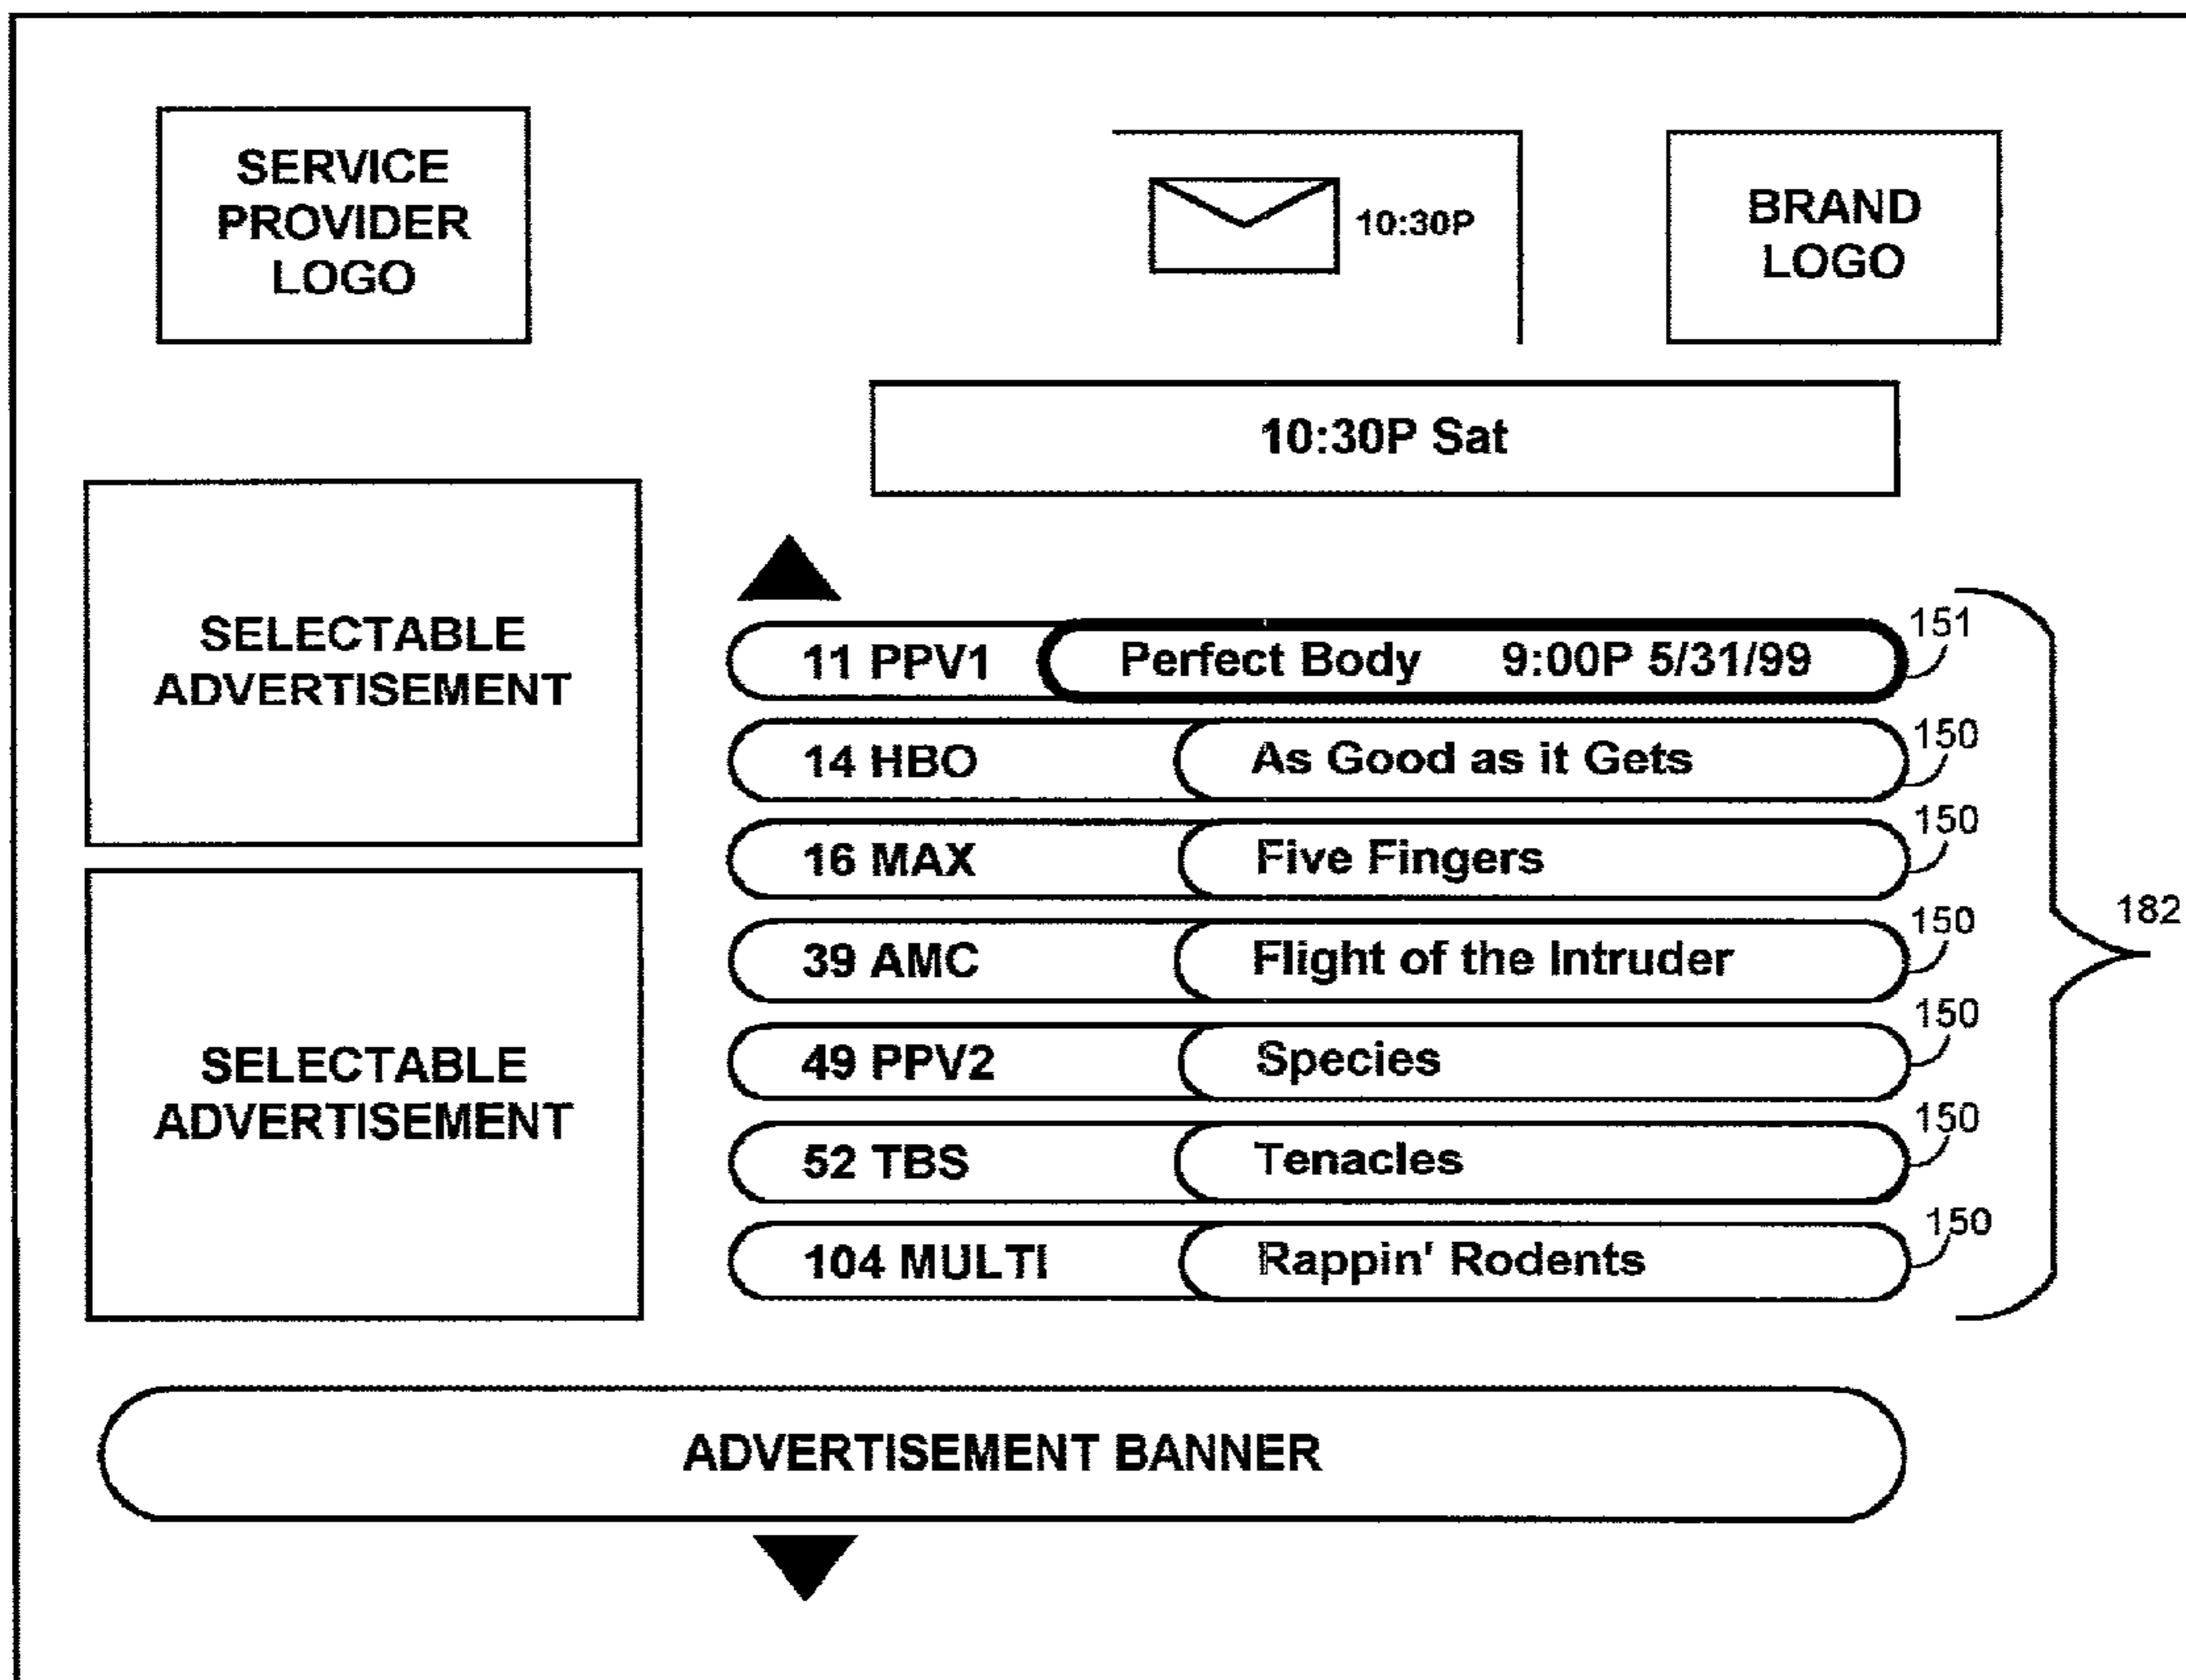 SERVICE
PROVIDER
LOGO
10:30P
BRAND
LOGO
10:30P Sat
SELECTABLE
ADVERTISEMENT
SELECTABLE
ADVERTISEMENT
11 PPV1 Perfect Body 9:00P 5/31/99 151
14 HBO As Good as it Gets 150
16 MAX Five Fingers 150
39 AMC Flight of the Intruder 150
49 PPV2 Species 150
52 TBS Tenacles 150
104 MULTI Rappin' Rodents 150
182
ADVERTISEMENT BANNER